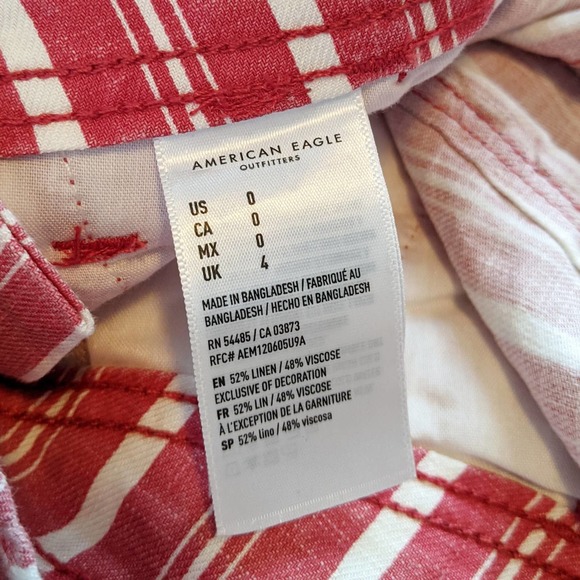 AMERICAN EAGLE
OUTFITTERS
US 0
CA 0
MX 0
UK 4
MADE IN BANGLADESH / FABRIQUÉ AU
BANGLADESH / HECHO EN BANGLADESH
RN 54485 / CA 03873
RFC# AEM120605U9A
EN 52% LINEN / 48% VISCOSE
EXCLUSIVE OF DECORATION
FR 52% LIN / 48% VISCOSE
À L'EXCEPTION DE LA GARNITURE
SP 52% lino / 48% viscosa